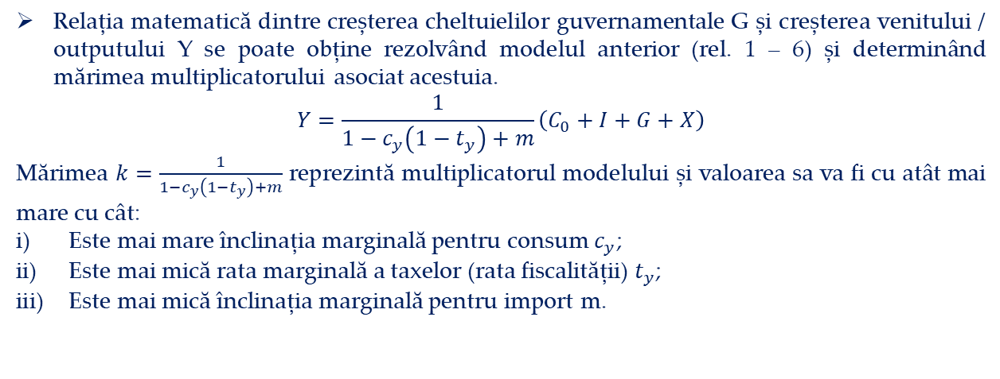 ➢ Relația matematică dintre creșterea cheltuielilor guvernamentale G și creșterea venitului /
outputului Y se poate obține rezolvând modelul anterior (rel. 1 – 6) și determinând
mărimea multiplicatorului asociat acestuia.
Y = \frac{1}{1 - c_y(1 - t_y) + m}(C_0 + I + G + X)
Mărimea k = \frac{1}{1-c_y(1-t_y)+m} reprezintă multiplicatorul modelului și valoarea sa va fi cu atât mai
mare cu cât:
i) Este mai mare înclinația marginală pentru consum c_y;
ii) Este mai mică rata marginală a taxelor (rata fiscalității) t_y;
iii) Este mai mică înclinația marginală pentru import m.